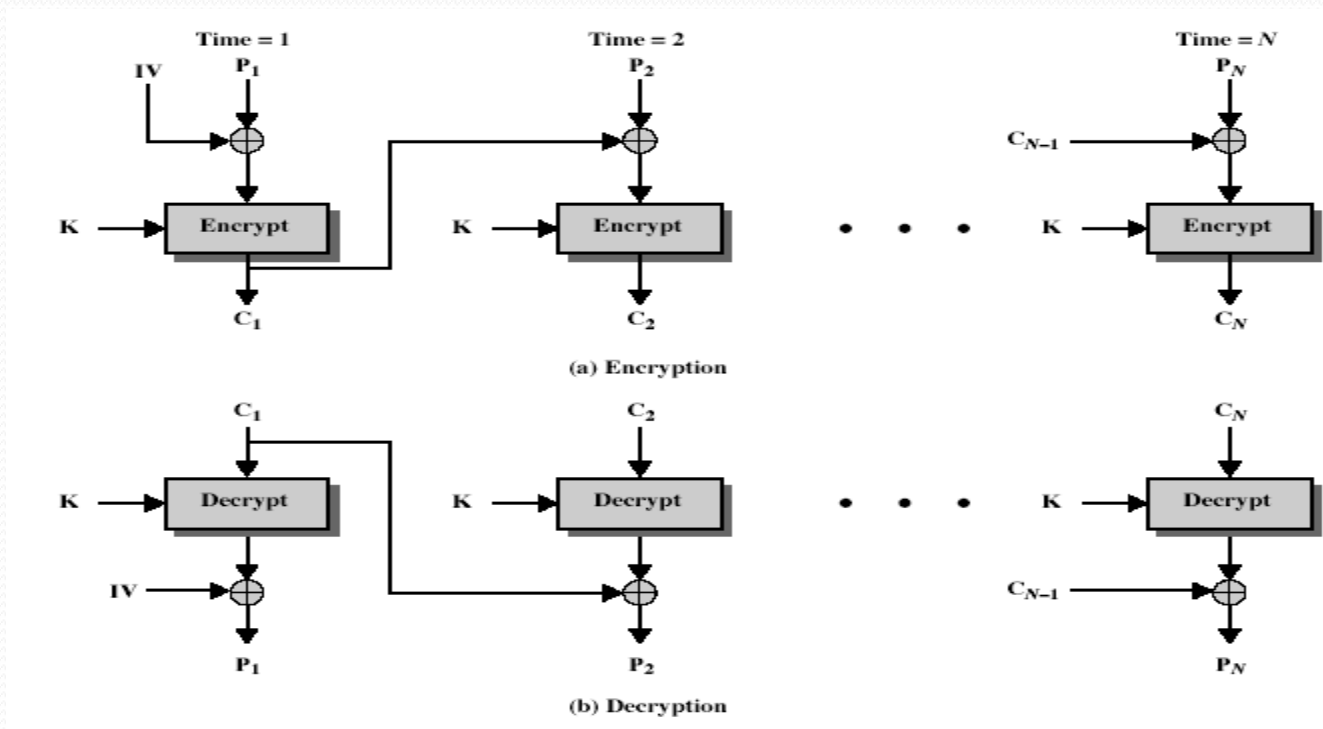 Time = 1 Time = 2 Time = N
IV P1 P2 PN
CN–1
K Encrypt K Encrypt • • • K Encrypt
C1 C2 CN
(a) Encryption
C1 C2 CN
K Decrypt K Decrypt • • • K Decrypt
IV CN–1
P1 P2 PN
(b) Decryption